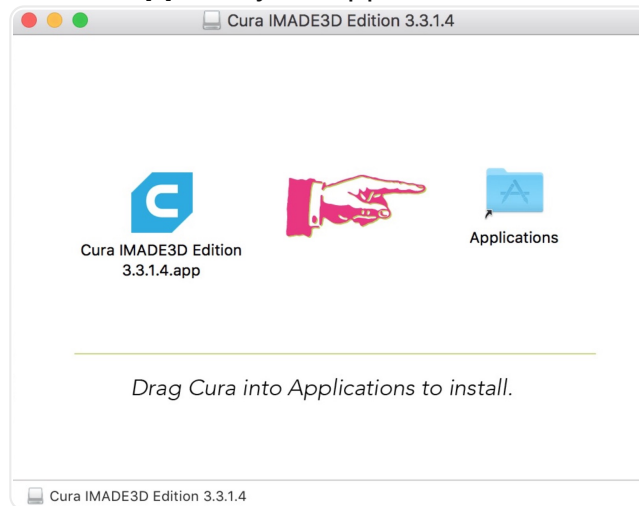 Cura IMADE3D Edition 3.3.1.4
Cura IMADE3D Edition
3.3.1.4.app
Applications
Drag Cura into Applications to install.
Cura IMADE3D Edition 3.3.1.4